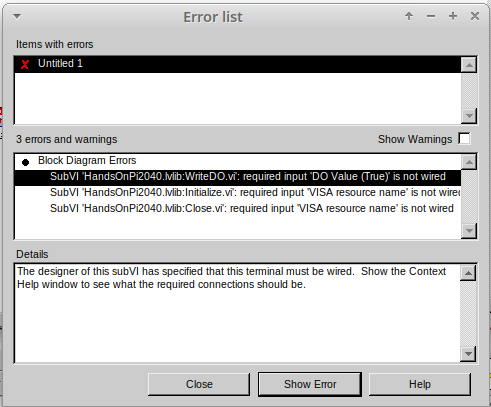 Error list
Items with errors
Untitled 1
3 errors and warnings
Show Warnings
Block Diagram Errors
SubVI 'HandsOnPi2040.lvlib:WriteDO.vi': required input 'DO Value (True)' is not wired
SubVI 'HandsOnPi2040.lvlib:Initialize.vi': required input 'VISA resource name' is not wired
SubVI 'HandsOnPi2040.lvlib:Close.vi': required input 'VISA resource name' is not wired
Details
The designer of this subVI has specified that this terminal must be wired.  Show the Context
Help window to see what the required connections should be.
Close
Show Error
Help